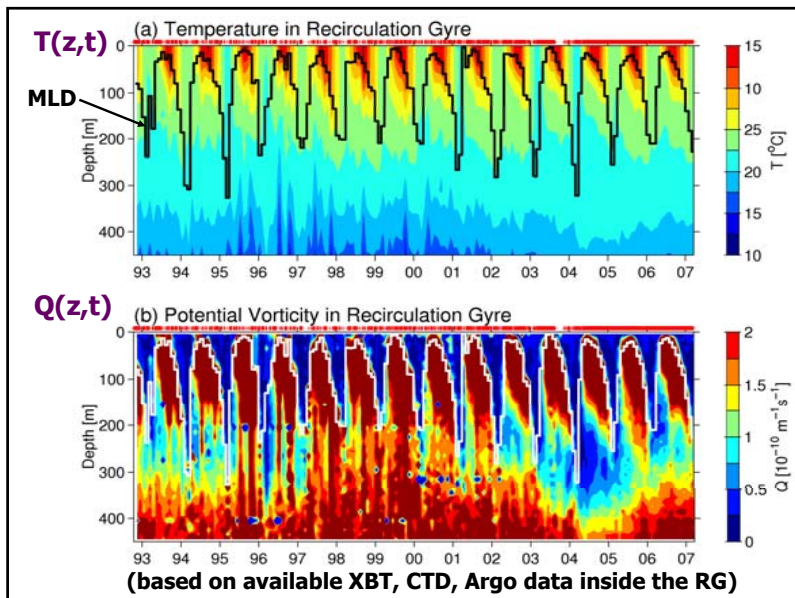 T(z,t)
(a) Temperature in Recirculation Gyre
MLD
0
100
200
300
400
Depth [m]
93 94 95 96 97 98 99 00 01 02 03 04 05 06 07
15
10
25
15
10
T [°C]
Q(z,t)
(b) Potential Vorticity in Recirculation Gyre
0
100
200
300
400
Depth [m]
93 94 95 96 97 98 99 00 01 02 03 04 05 06 07
2
1.5
1
0.5
0
Q [10⁻¹⁰ m⁻¹s⁻¹]
(based on available XBT, CTD, Argo data inside the RG)